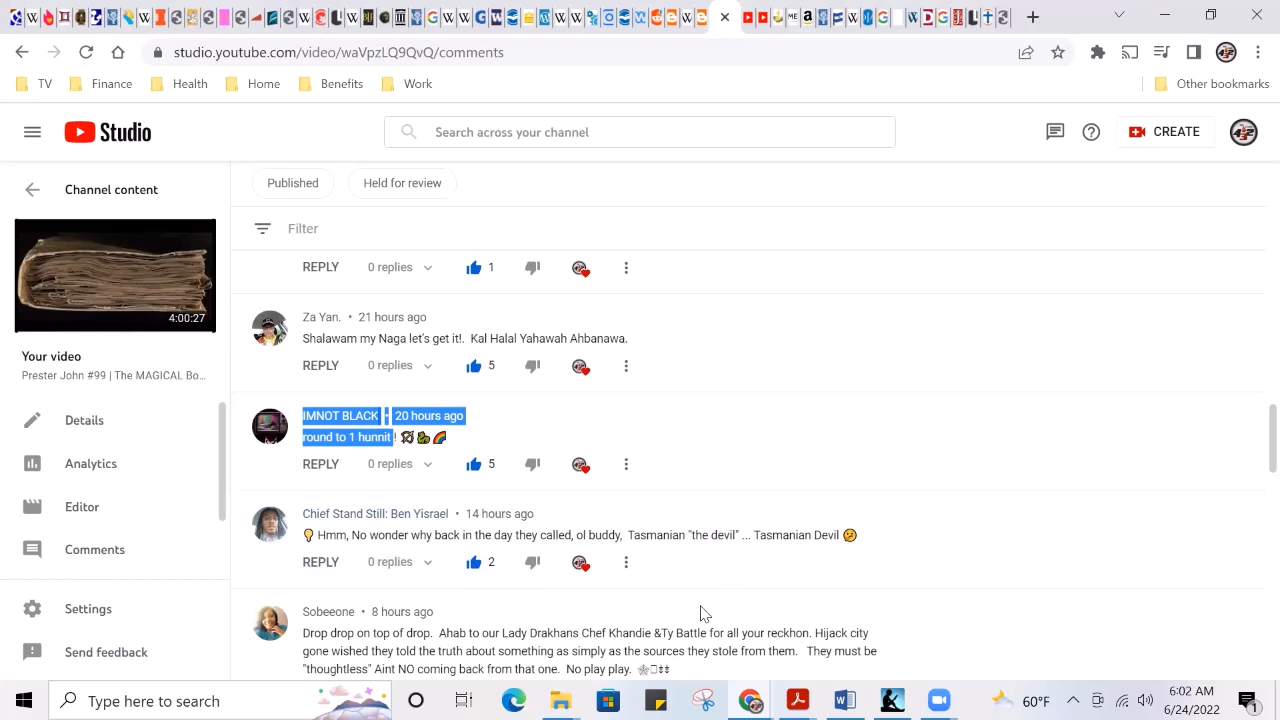 studio.youtube.com/video/waVpzLQ9QvQ/comments
TV Finance Health Home Benefits Work Other bookmarks
Studio
Search across your channel
CREATE
Channel content
4:00:27
Your video
Prester John #99 | The MAGICAL Bo...
Details
Analytics
Editor
Comments
Settings
Send feedback
Published Held for review
Filter
REPLY 0 replies 1
Za Yan. • 21 hours ago
Shalawam my Naga let's get it!. Kal Halal Yahawah Ahbanawa.
REPLY 0 replies 5
IMNOT BLACK • 20 hours ago
round to 1 hunnit! 🏹🐍🌈
REPLY 0 replies 5
Chief Stand Still: Ben Yisrael • 14 hours ago
💡 Hmm, No wonder why back in the day they called, ol buddy, Tasmanian "the devil" ... Tasmanian Devil 🤔
REPLY 0 replies 2
Sobeeone • 8 hours ago
Drop drop on top of drop. Ahab to our Lady Drakhans Chef Khandie &Ty Battle for all your reckhon. Hijack city
gone wished they told the truth about something as simply as the sources they stole from them. They must be
"thoughtless" Aint NO coming back from that one. No play play.
Type here to search
60°F
6:02 AM
6/24/2022
1